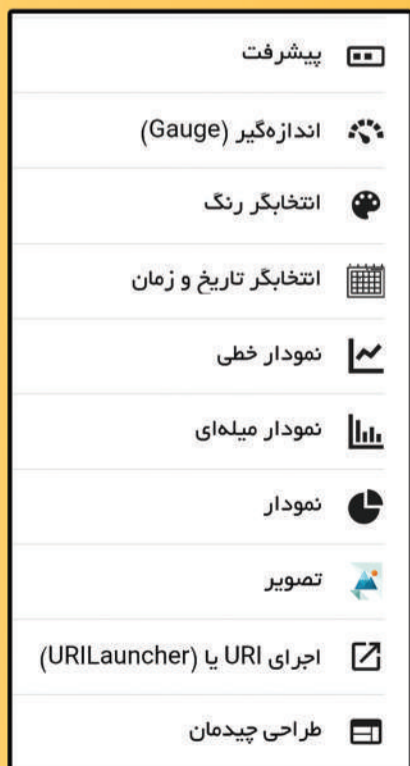 پیشرفت
اندازه‌گیر (Gauge)
انتخابگر رنگ
انتخابگر تاریخ و زمان
نمودار خطی
نمودار میله‌ای
نمودار
تصویر
اجرای URI یا (URILauncher)
طراحی چیدمان